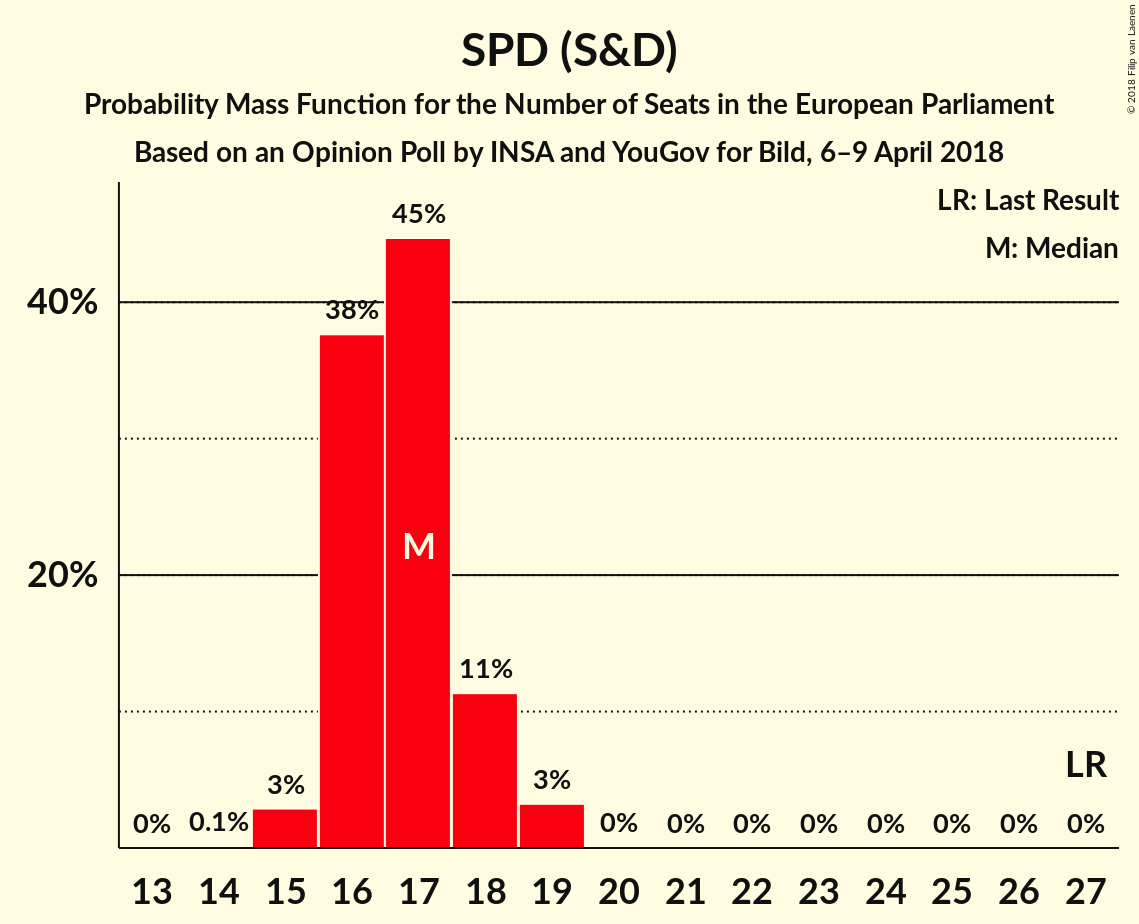 SPD (S&D)
Probability Mass Function for the Number of Seats in the European Parliament
Based on an Opinion Poll by INSA and YouGov for Bild, 6–9 April 2018
© 2018 Filip van Laenen
LR: Last Result
M: Median
45%
40%
38%
M
20%
11%
LR
3%
3%
0% 0.1% 0% 0% 0% 0% 0% 0% 0% 0%
13 14 15 16 17 18 19 20 21 22 23 24 25 26 27